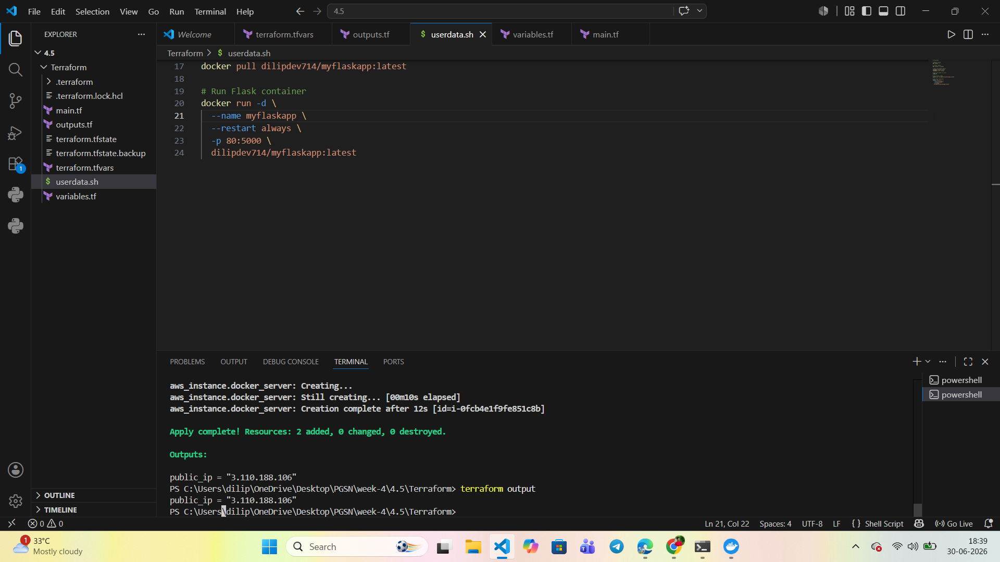 File Edit Selection View Go Run Terminal Help
4.5
EXPLORER
Welcome
terraform.tfvars
outputs.tf
$ userdata.sh
variables.tf
main.tf
Terraform > $ userdata.sh
4.5
Terraform
.terraform
.terraform.lock.hcl
main.tf
outputs.tf
terraform.tfstate
terraform.tfstate.backup
terraform.tfvars
$ userdata.sh
variables.tf
1
17 docker pull dilipdev714/myflaskapp:latest
18
19 # Run Flask container
20 docker run -d \
21 --name myflaskapp \
22 --restart always \
23 -p 80:5000 \
24 dilipdev714/myflaskapp:latest
PROBLEMS OUTPUT DEBUG CONSOLE TERMINAL PORTS
powershell
powershell
aws_instance.docker_server: Creating...
aws_instance.docker_server: Still creating... [00m10s elapsed]
aws_instance.docker_server: Creation complete after 12s [id=i-0fcb4e1f9fe851c8b]
Apply complete! Resources: 2 added, 0 changed, 0 destroyed.
Outputs:
public_ip = "3.110.188.106"
PS C:\Users\dilip\OneDrive\Desktop\PGSN\week-4\4.5\Terraform> terraform output
public_ip = "3.110.188.106"
PS C:\Users\dilip\OneDrive\Desktop\PGSN\week-4\4.5\Terraform>
OUTLINE
TIMELINE
0 0
Ln 21, Col 22 Spaces: 4 UTF-8 LF { } Shell Script Go Live
1
33°C
Mostly cloudy
Search
18:39
30-06-2026